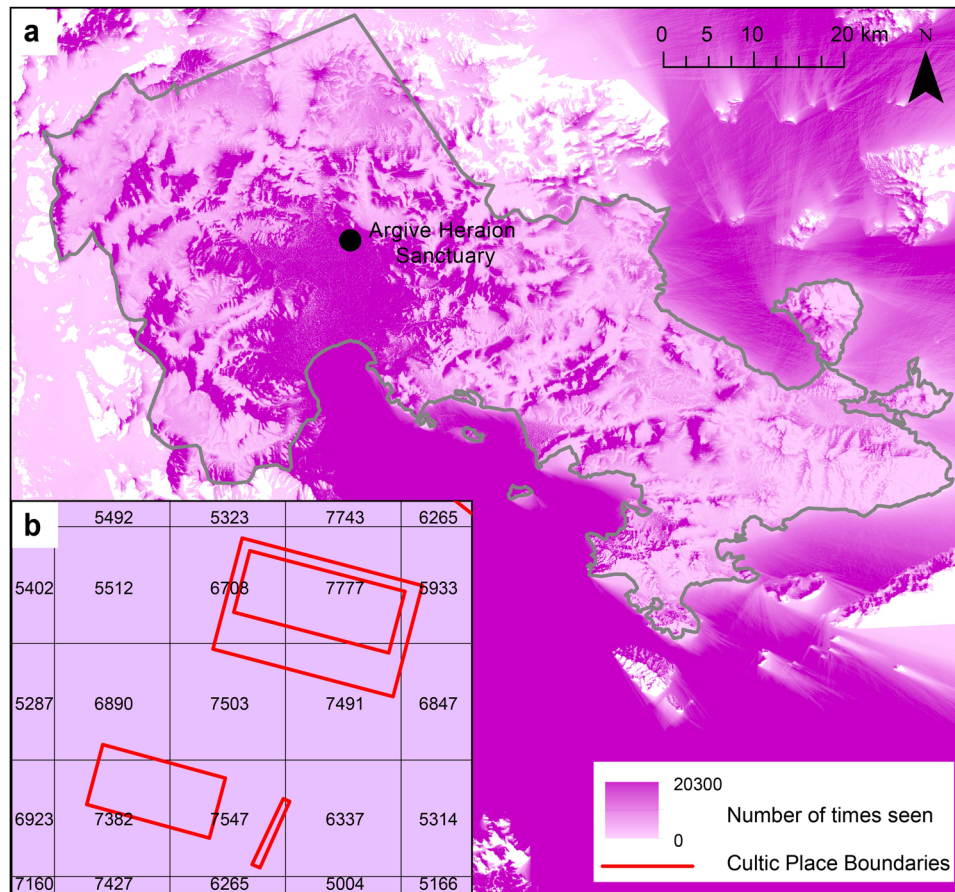 a
0 5 10 20 km
N
Argive Heraion
Sanctuary
b
5492 5323 7743 6265
5402 5512 6708 7777 5933
5287 6890 7503 7491 6847
6923 7382 7547 6337 5314
7160 7427 6265 5004 5166
20300
Number of times seen
0
Cultic Place Boundaries